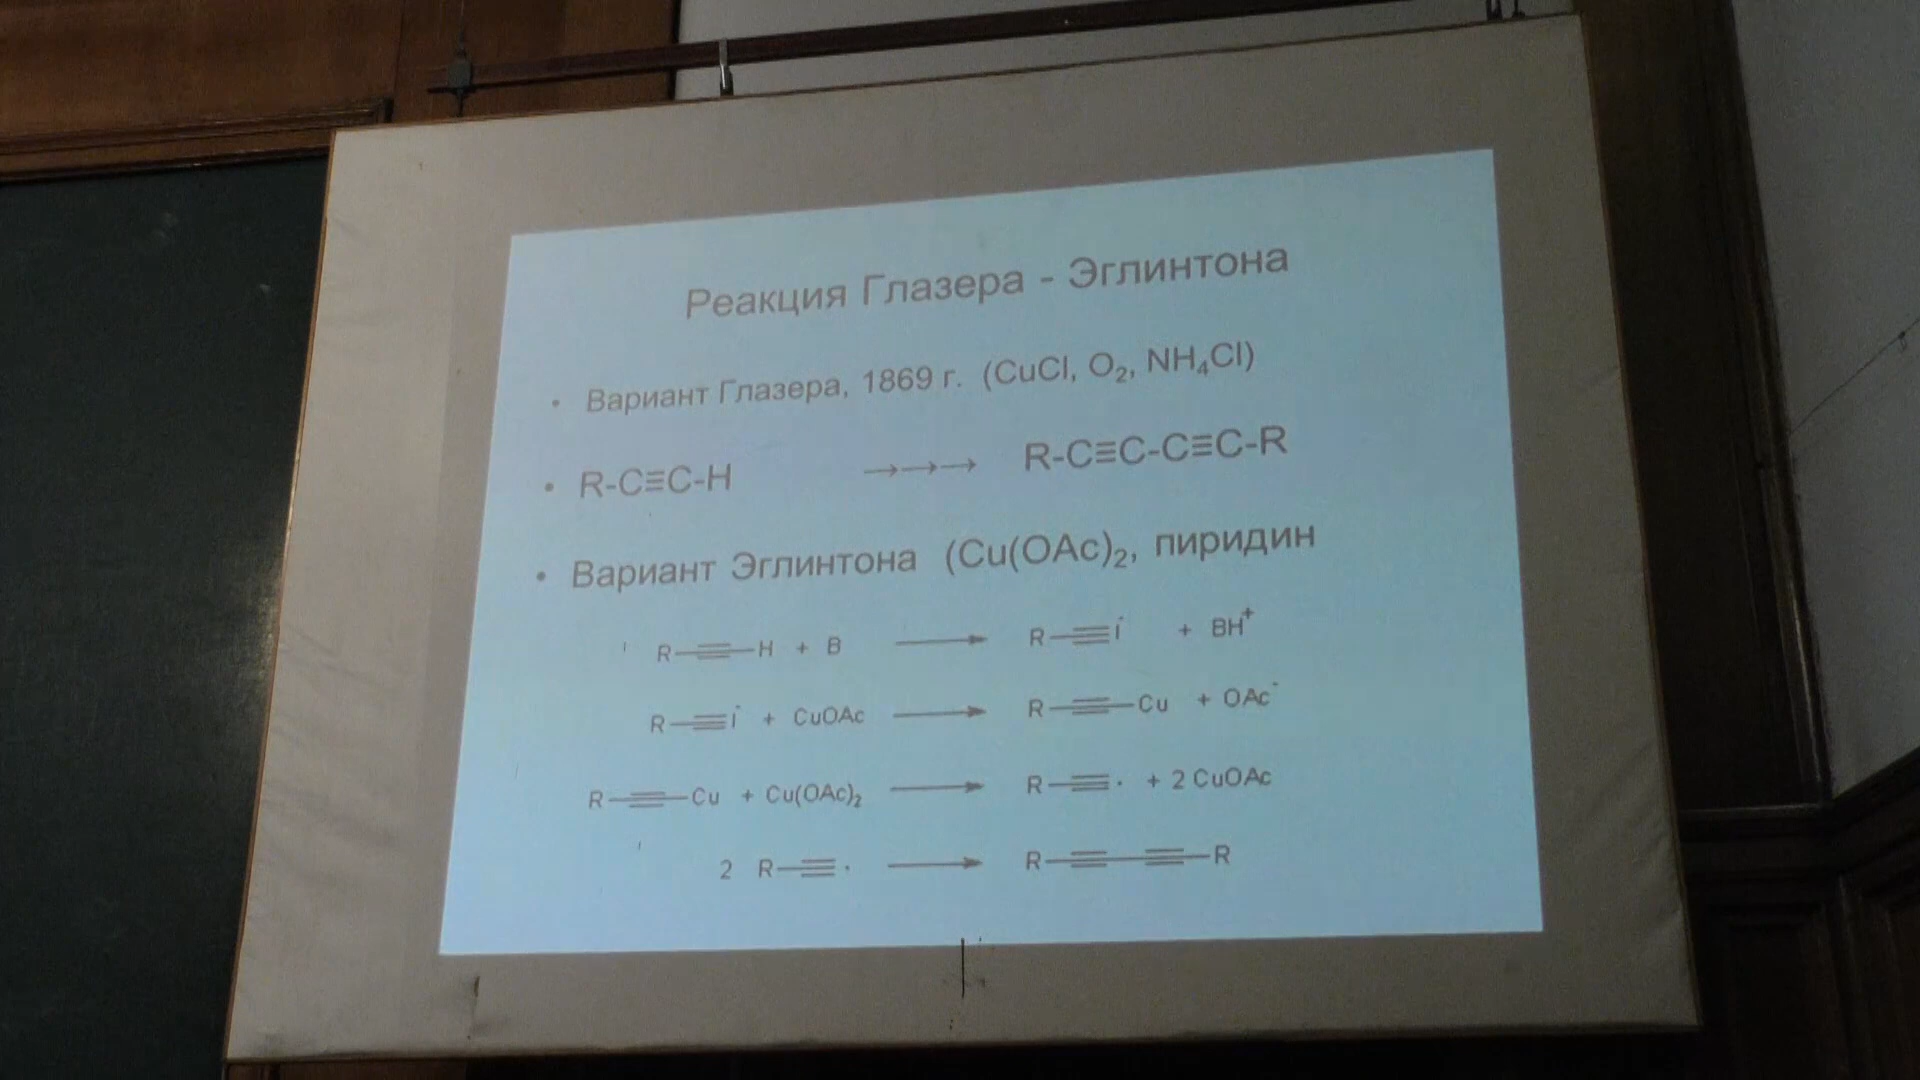 Реакция Глазера - Эглинтона
• Вариант Глазера, 1869 г. (CuCl, O₂, NH₄Cl)
• R-C≡C-H →→→ R-C≡C-C≡C-R
• Вариант Эглинтона (Cu(OAc)₂, пиридин
R—≡—H + B → R—≡ī + BH⁺
R—≡ī + CuOAc → R—≡—Cu + OAc⁻
R—≡—Cu + Cu(OAc)₂ → R—≡· + 2 CuOAc
2 R—≡· → R—≡—≡—R